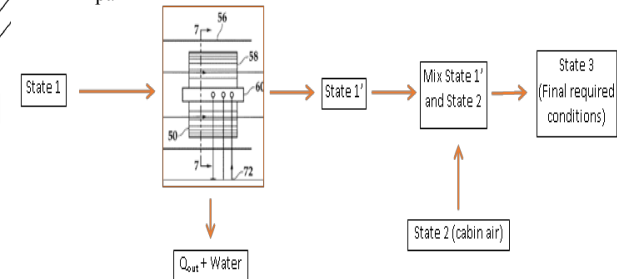 56
7
58
60
50
7
72
State 1
State 1’
Mix State 1’
and State 2
State 3
(Final required
conditions)
State 2 (cabin air)
Qout + Water